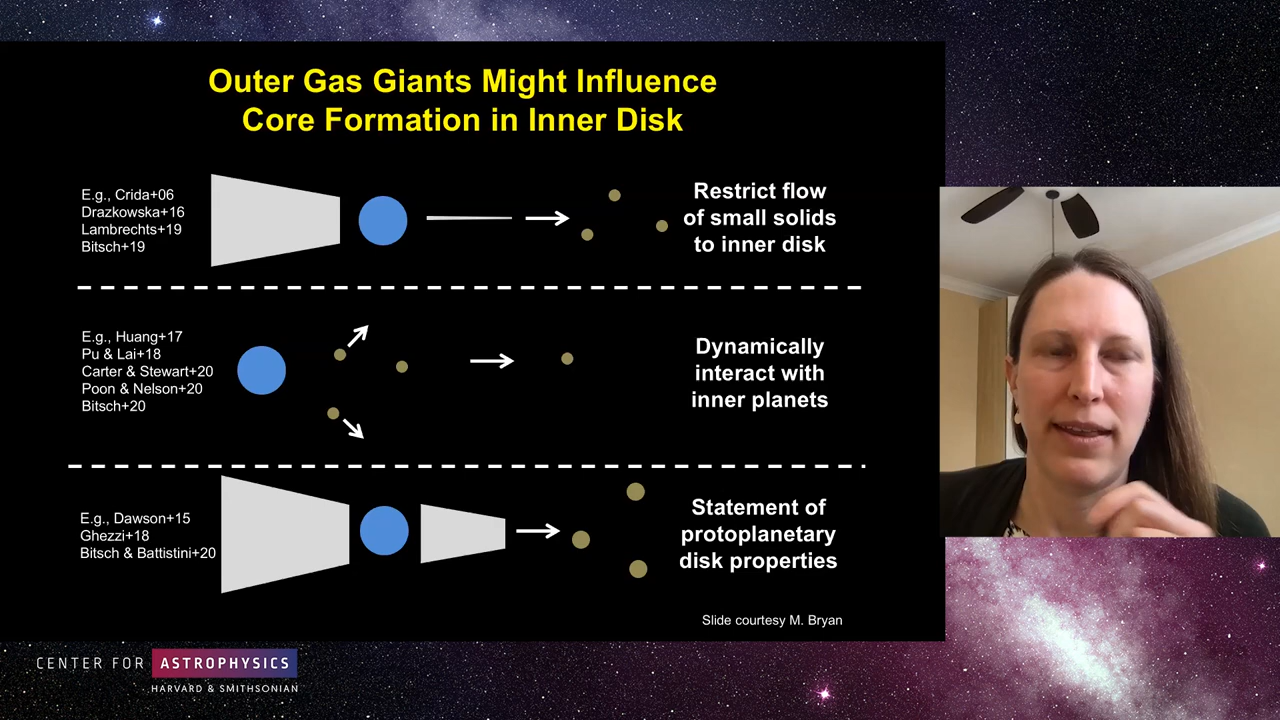 Outer Gas Giants Might Influence
Core Formation in Inner Disk
E.g., Crida+06
Drazkowska+16
Lambrechts+19
Bitsch+19
Restrict flow
of small solids
to inner disk
E.g., Huang+17
Pu & Lai+18
Carter & Stewart+20
Poon & Nelson+20
Bitsch+20
Dynamically
interact with
inner planets
E.g., Dawson+15
Ghezzi+18
Bitsch & Battistini+20
Statement of
protoplanetary
disk properties
Slide courtesy M. Bryan
CENTER FOR ASTROPHYSICS
HARVARD & SMITHSONIAN